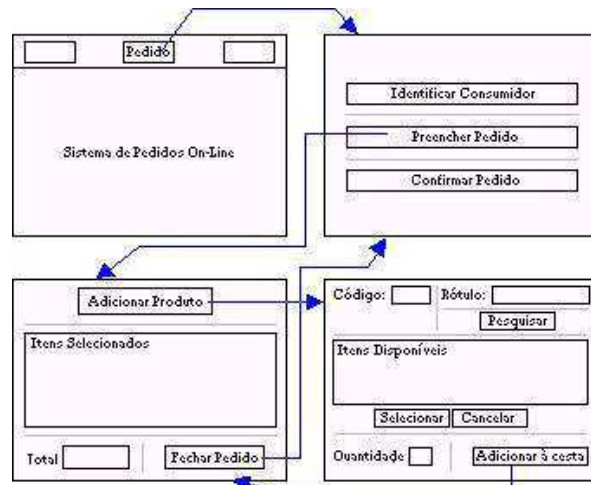 Pedido
Sistema de Pedidos On-Line
Identificar Consumidor
Preencher Pedido
Confirmar Pedido
Adicionar Produto
Itens Selecionados
Total
Fechar Pedido
Código:
Rótulo:
Pesquisar
Itens Disponíveis
Selecionar
Cancelar
Quantidade
Adicionar à cesta